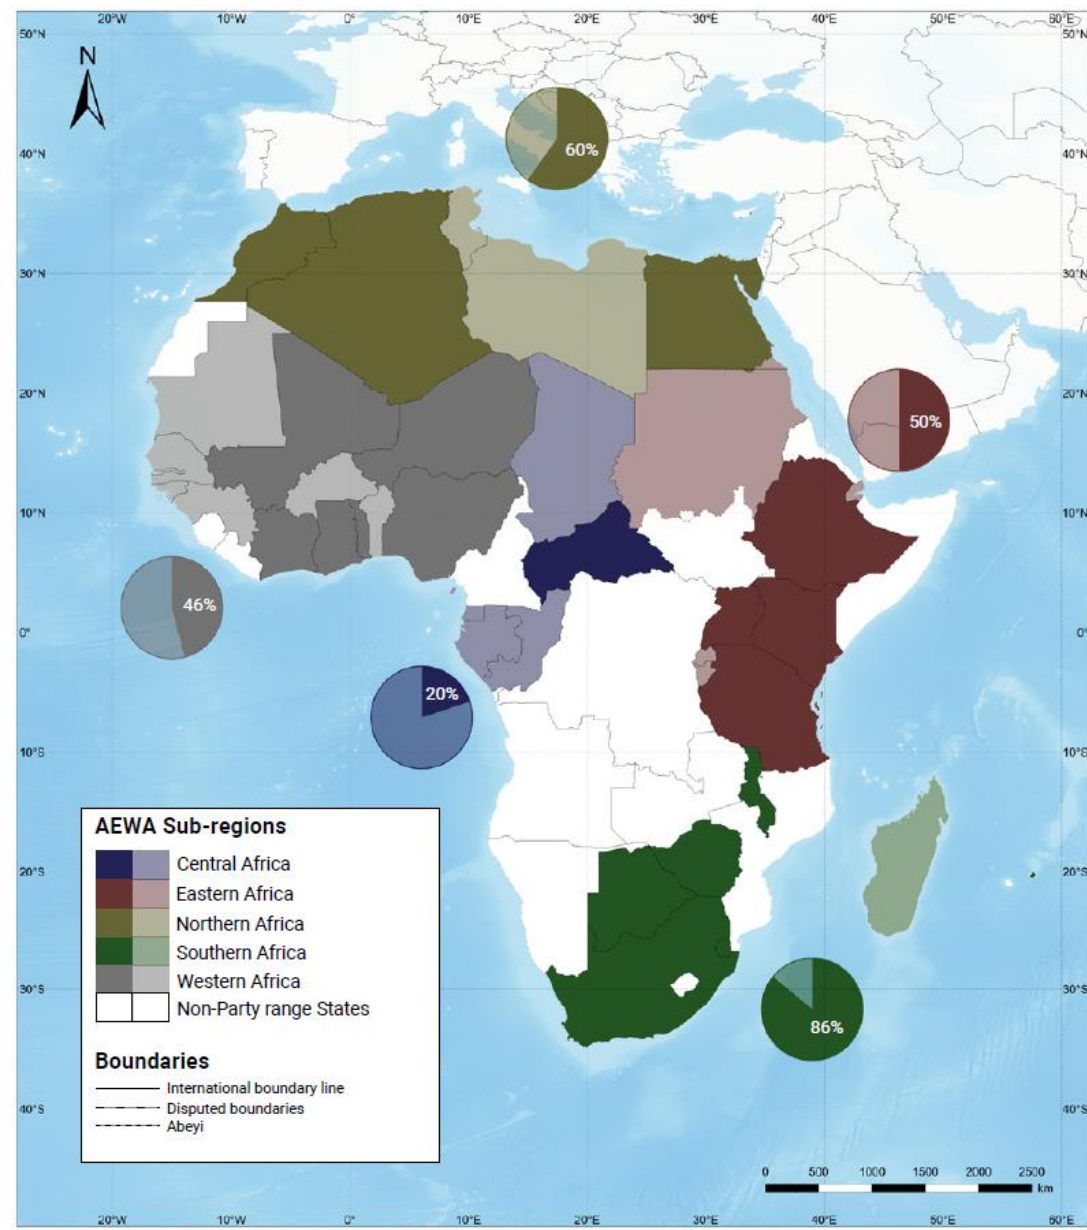 20°W 10°W 0° 10°E 20°E 30°E 40°E 50°E 60°E
50°N 50°N
N
40°N 40°N
60%
30°N 30°N
20°N 20°N
50%
10°N 10°N
46%
0° 0°
20%
10°S 10°S
AEWA Sub-regions
Central Africa
20°S 20°S
Eastern Africa
Northern Africa
Southern Africa
Western Africa
30°S 30°S
Non-Party range States
86%
Boundaries
International boundary line
Disputed boundaries
40°S 40°S
Abeyi
0 500 1000 1500 2000 2500
km
20°W 10°W 0° 10°E 20°E 30°E 40°E 50°E 60°E